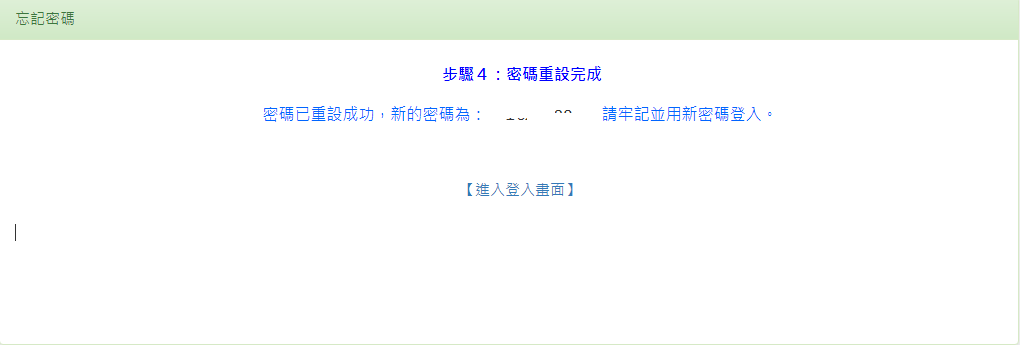 忘記密碼
步驟４：密碼重設完成
密碼已重設成功，新的密碼為： 請牢記並用新密碼登入。
【進入登入畫面】